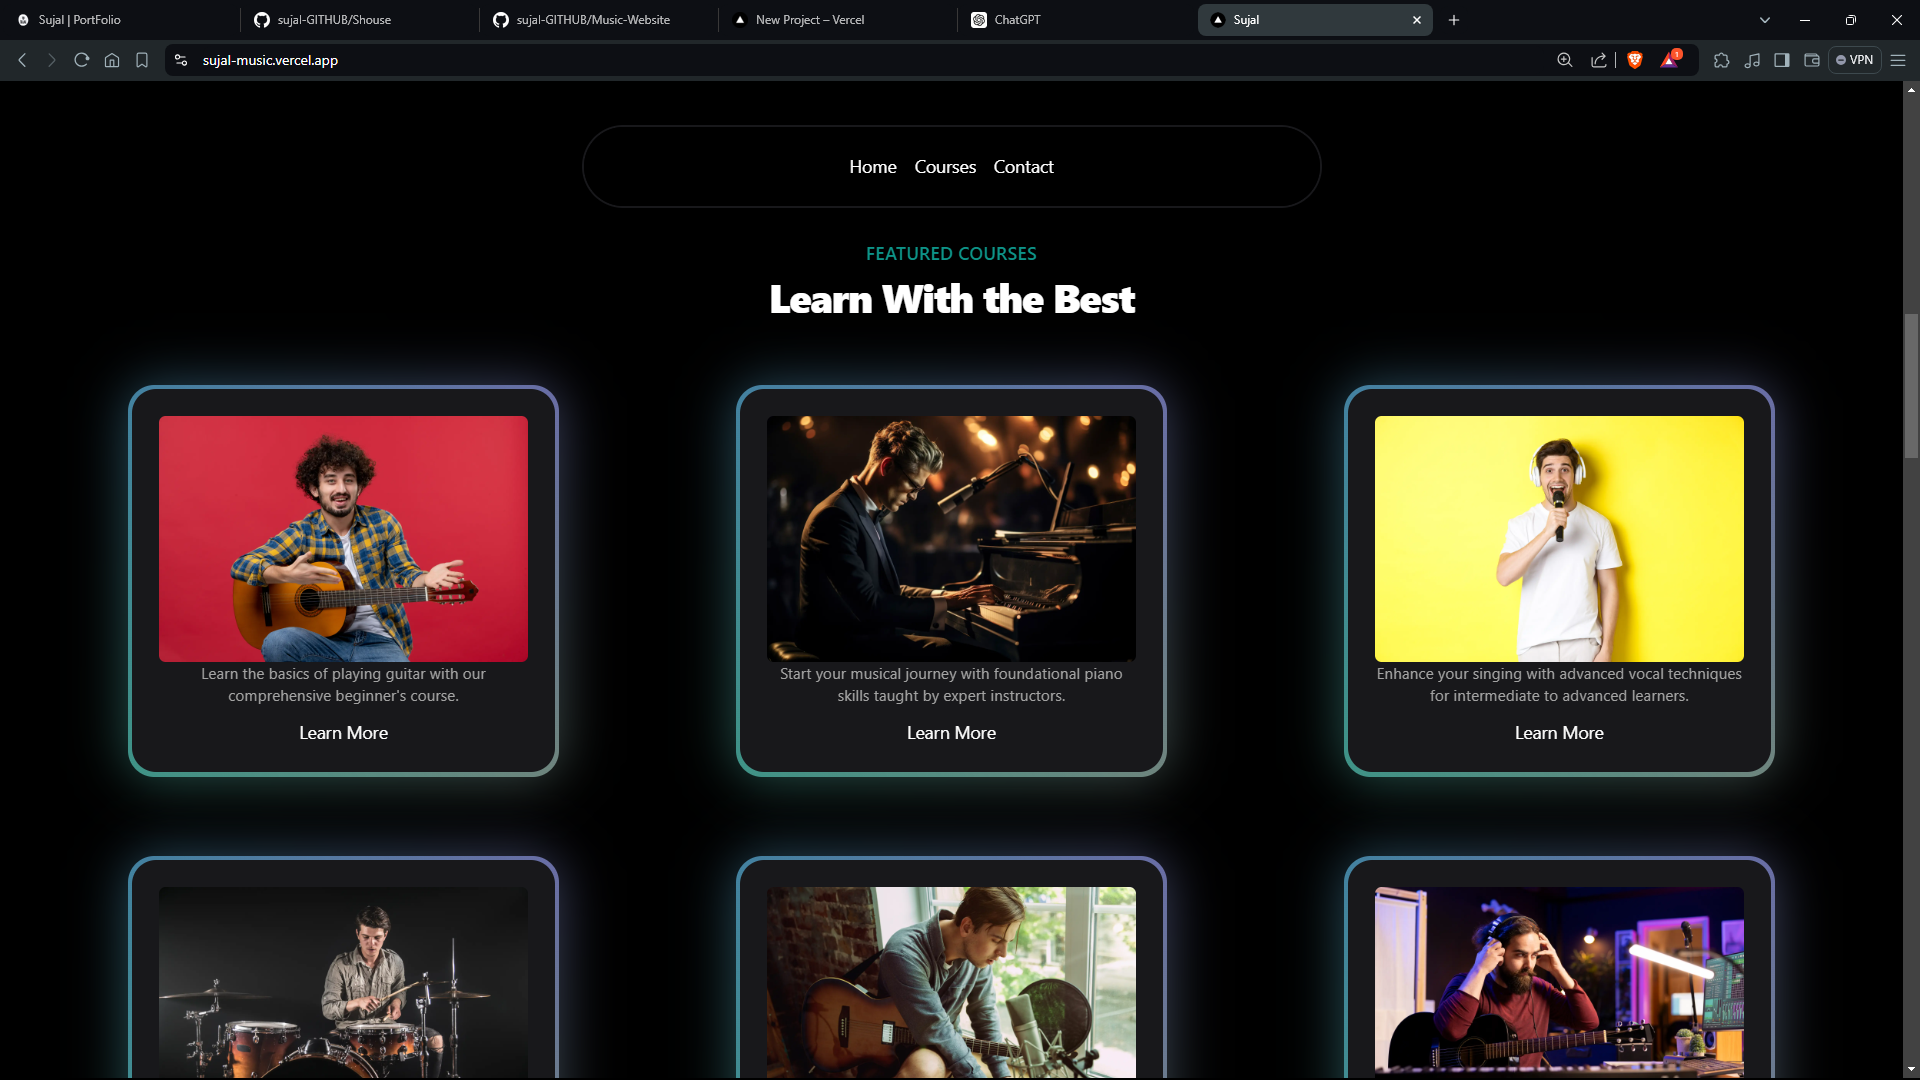 Sujal | PortFolio
sujal-GITHUB/Shouse
sujal-GITHUB/Music-Website
New Project – Vercel
ChatGPT
Sujal
sujal-music.vercel.app
1
VPN
Home Courses Contact
FEATURED COURSES
Learn With the Best
Learn the basics of playing guitar with our
comprehensive beginner's course.
Learn More
Start your musical journey with foundational piano
skills taught by expert instructors.
Learn More
Enhance your singing with advanced vocal techniques
for intermediate to advanced learners.
Learn More